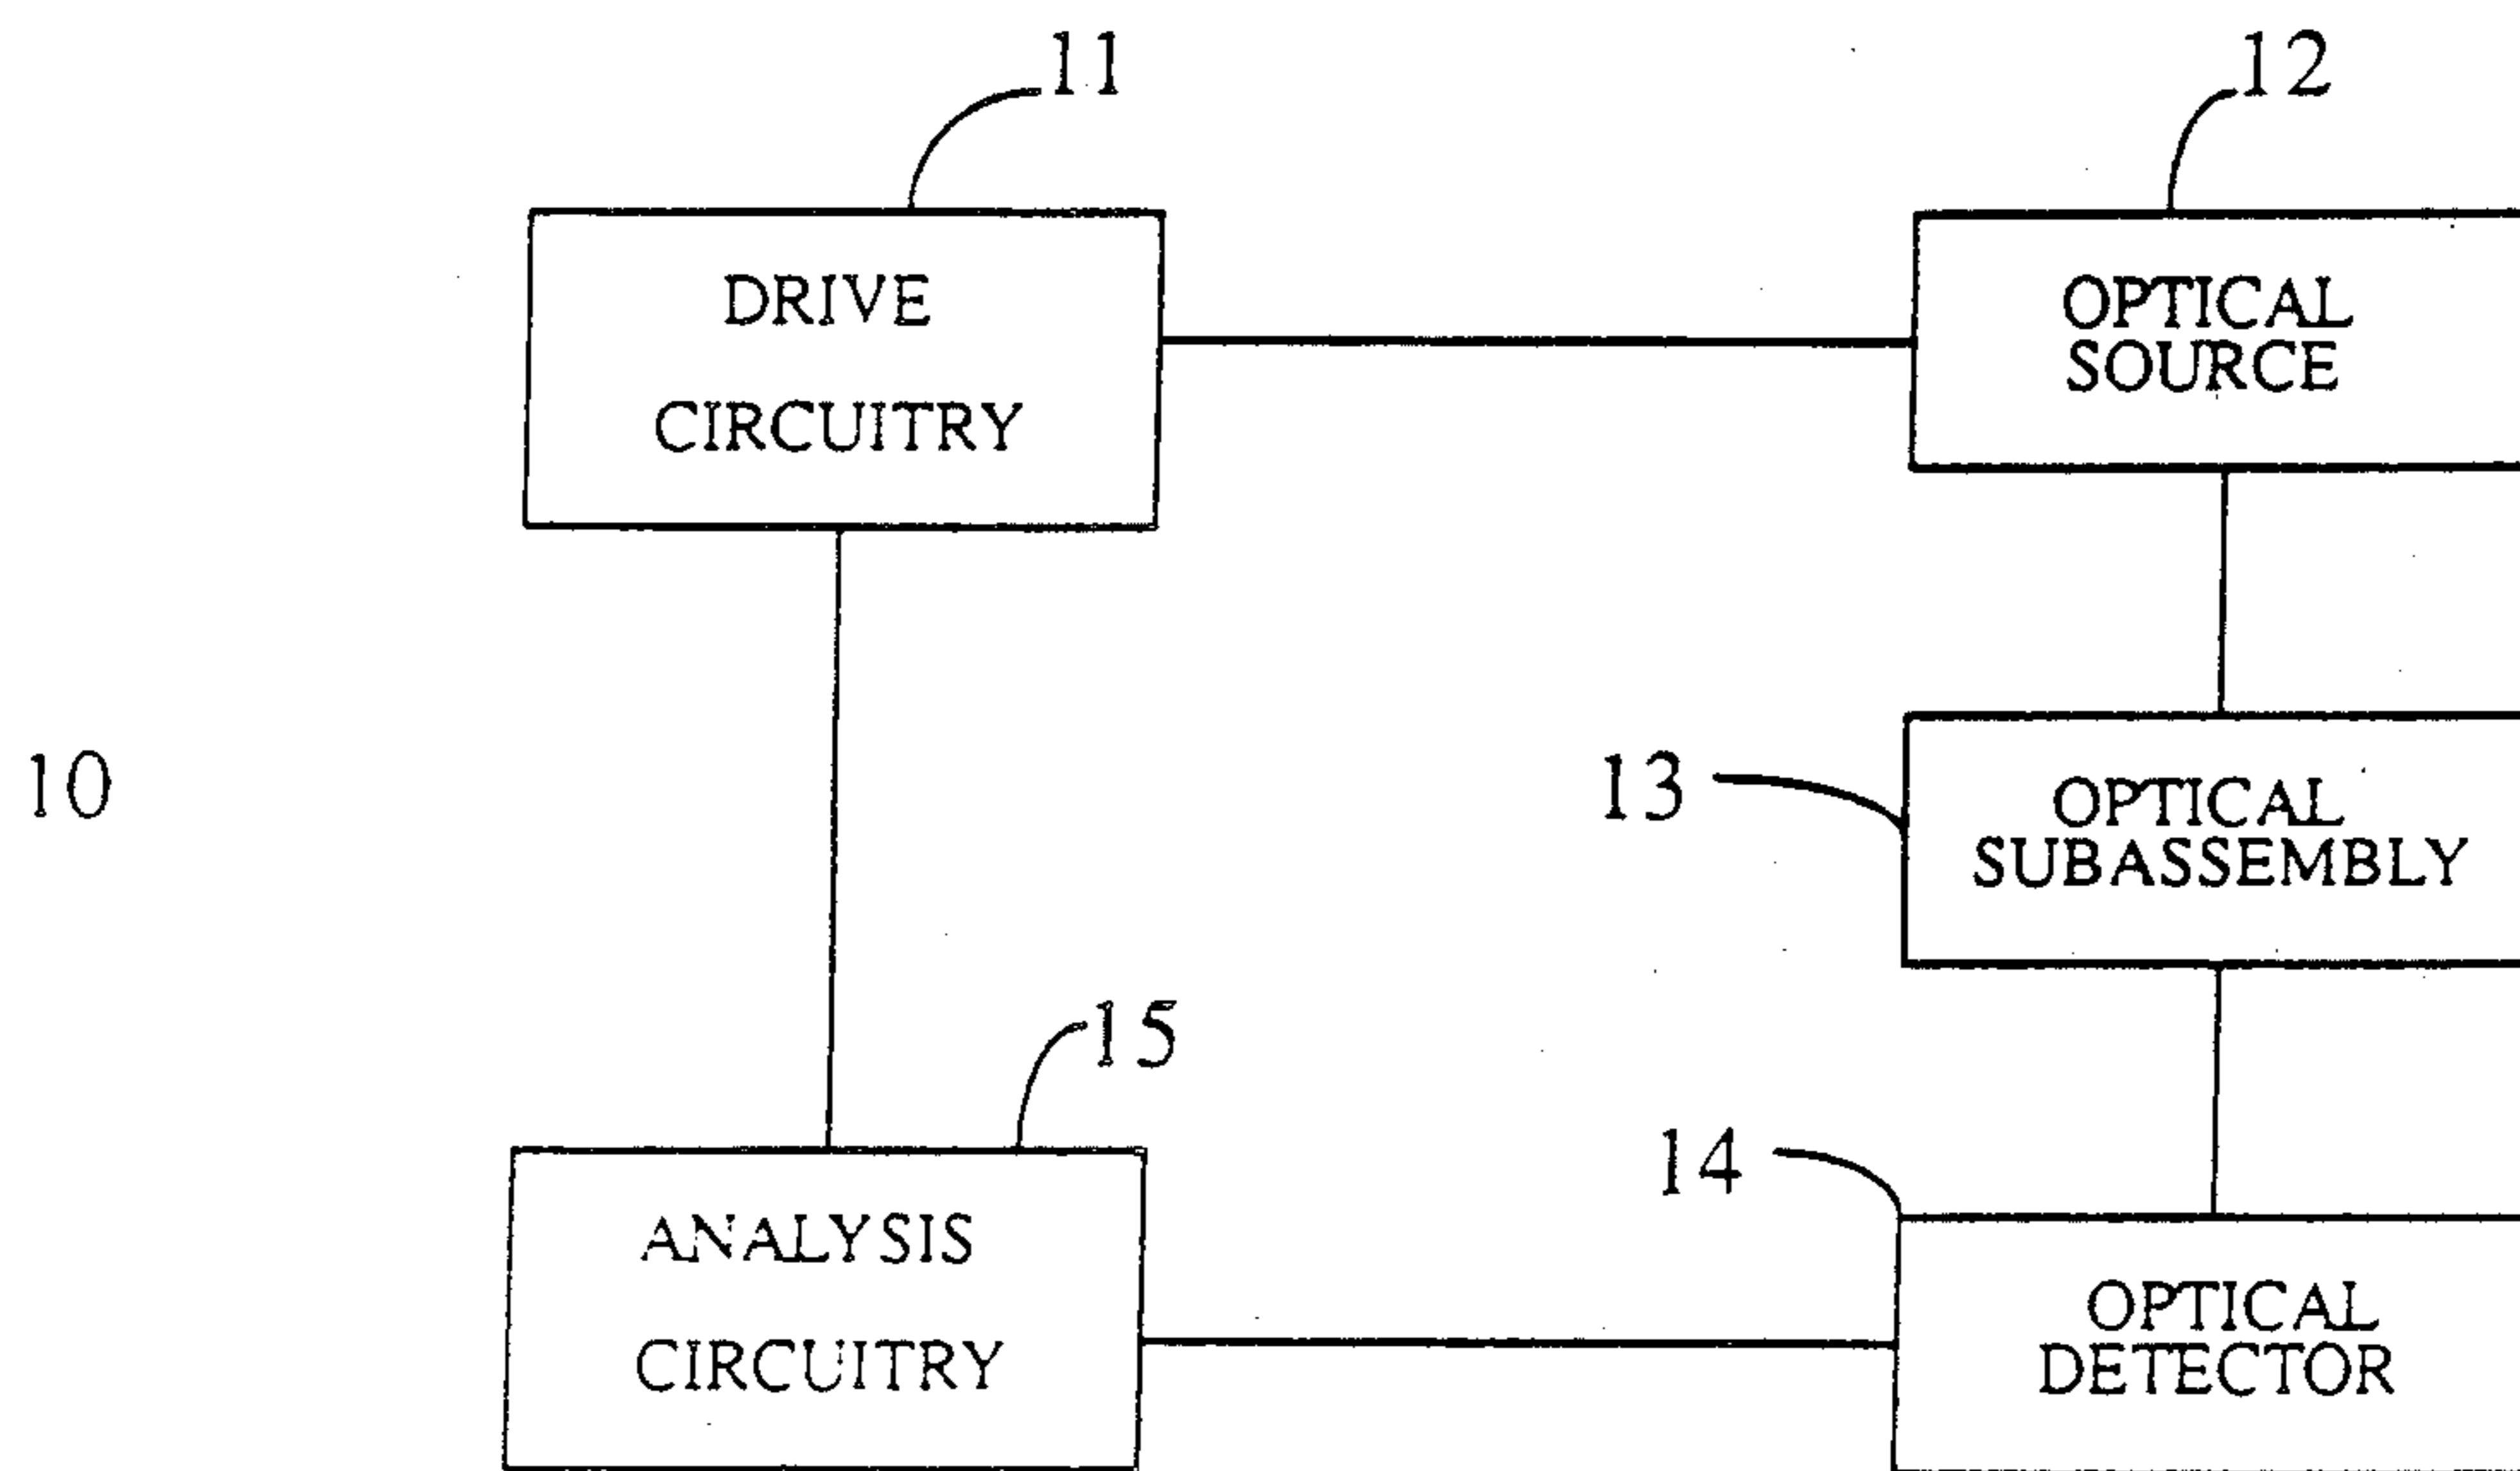 11
12
DRIVE
CIRCUITRY
OPTICAL
SOURCE
10
13
OPTICAL
SUBASSEMBLY
15
14
ANALYSIS
CIRCUITRY
OPTICAL
DETECTOR